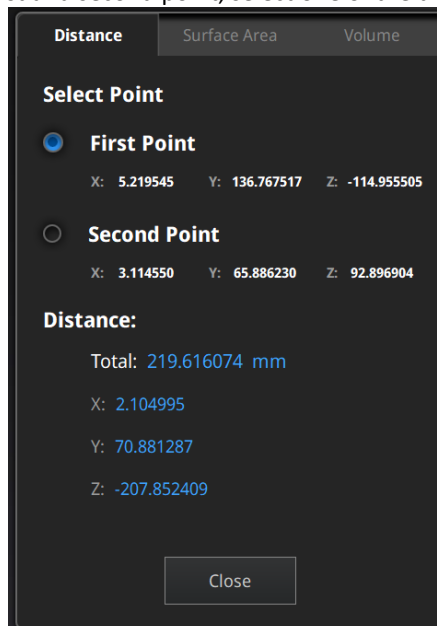 Distance Surface Area Volume
Select Point
First Point
X: 5.219545 Y: 136.767517 Z: -114.955505
Second Point
X: 3.114550 Y: 65.886230 Z: 92.896904
Distance:
Total: 219.616074 mm
X: 2.104995
Y: 70.881287
Z: -207.852409
Close